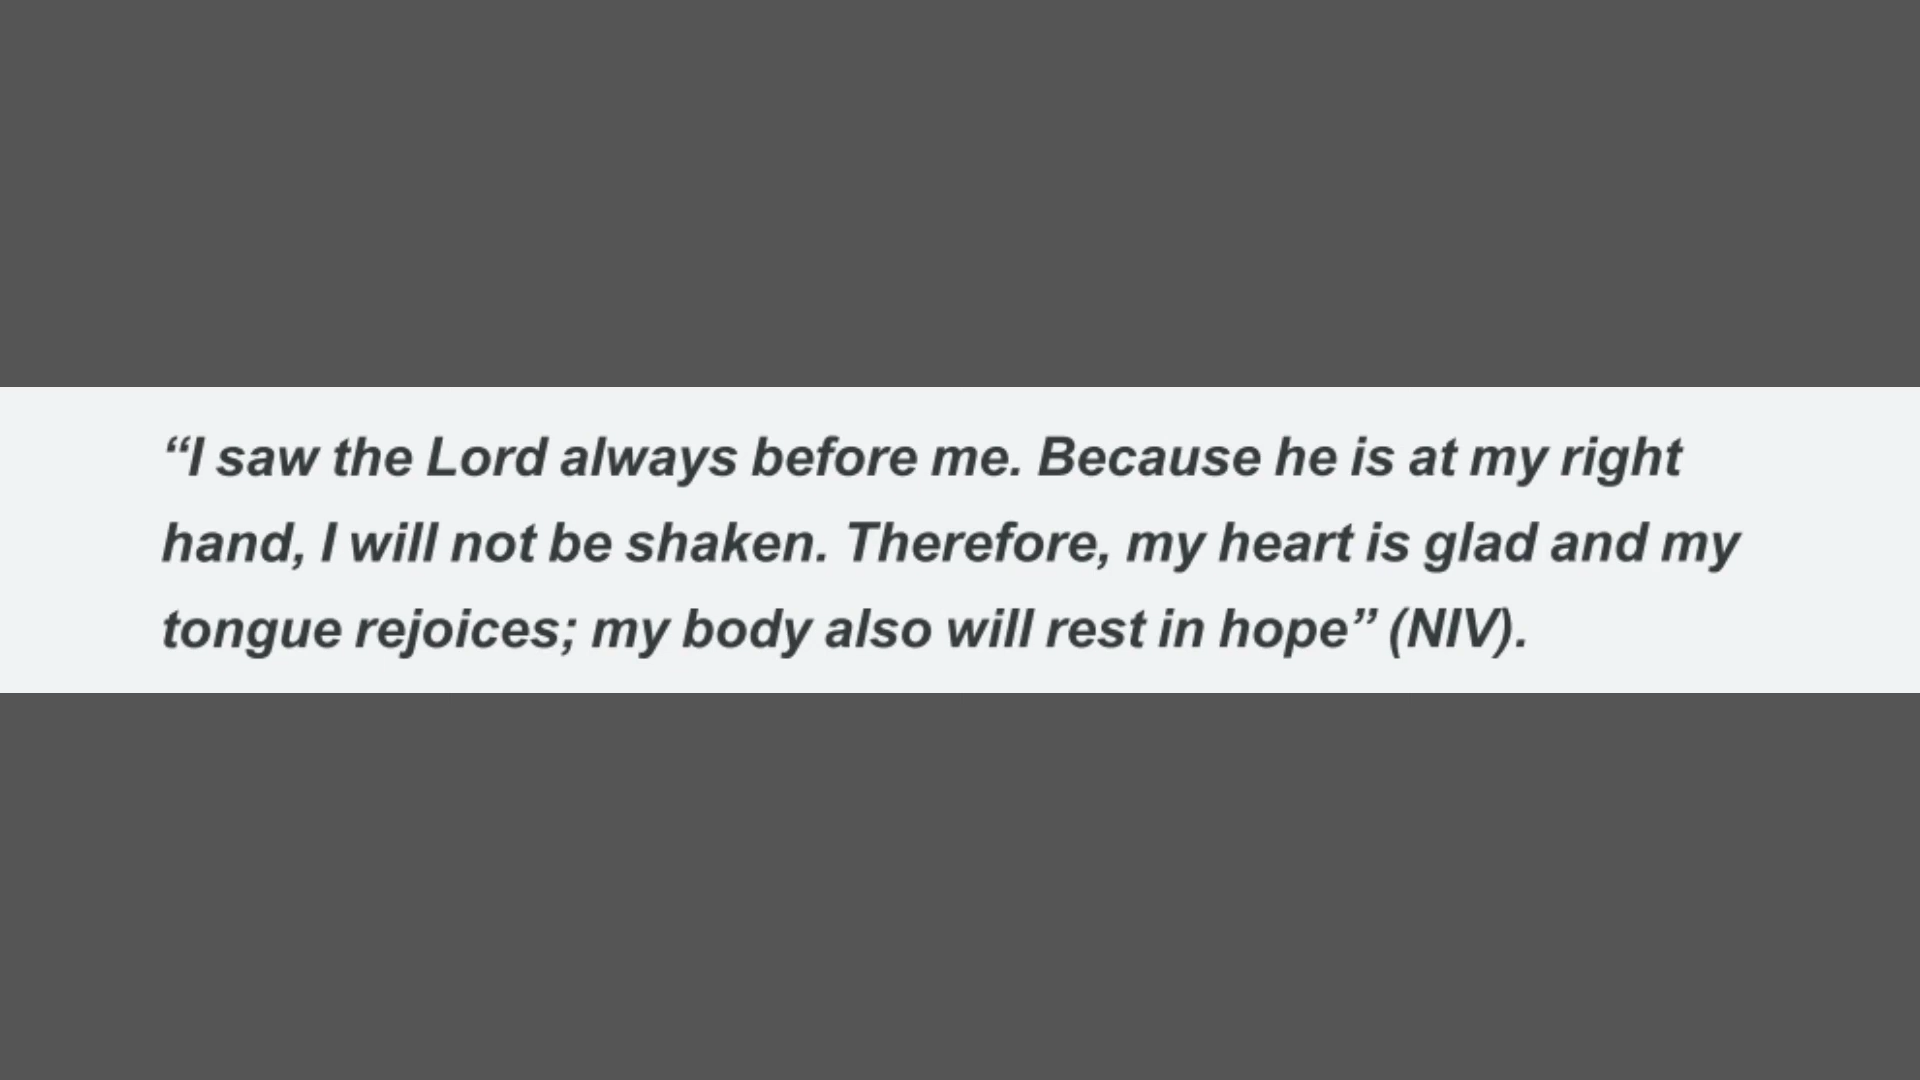 “I saw the Lord always before me. Because he is at my right
hand, I will not be shaken. Therefore, my heart is glad and my
tongue rejoices; my body also will rest in hope” (NIV).